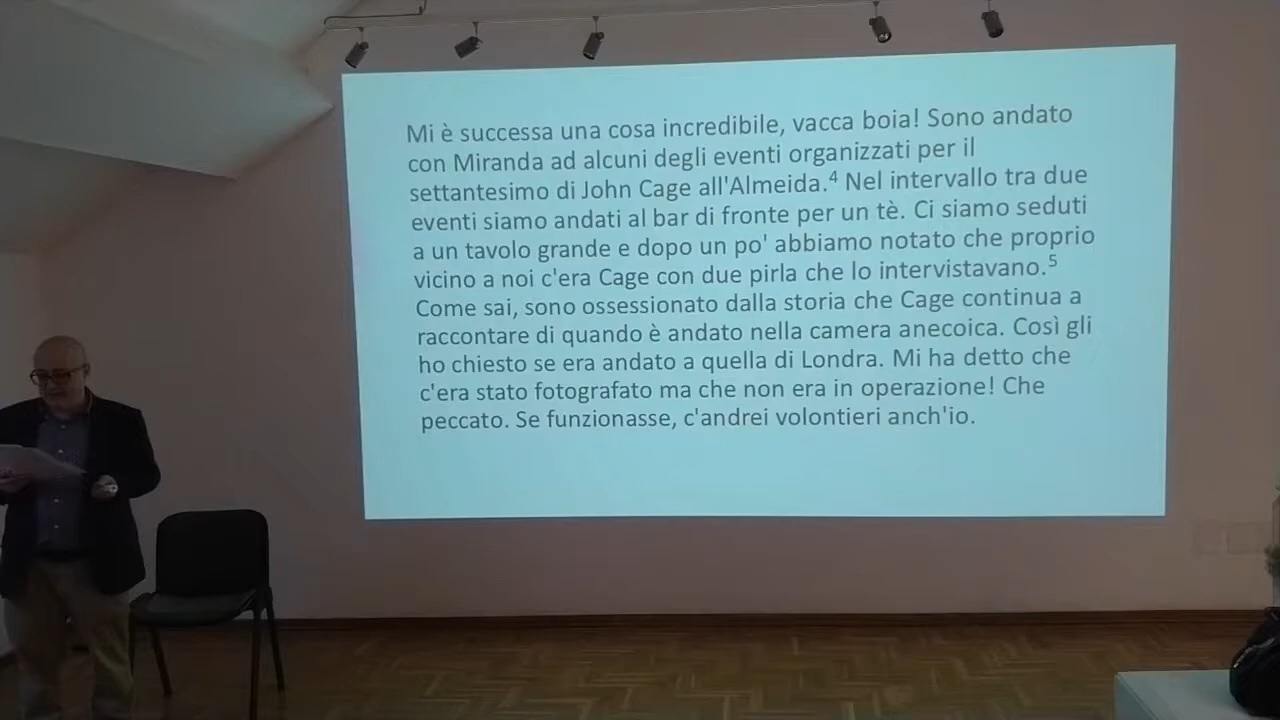 Mi è successa una cosa incredibile, vacca boia! Sono andato
con Miranda ad alcuni degli eventi organizzati per il
settantesimo di John Cage all'Almeida.⁴ Nel intervallo tra due
eventi siamo andati al bar di fronte per un tè. Ci siamo seduti
a un tavolo grande e dopo un po' abbiamo notato che proprio
vicino a noi c'era Cage con due pirla che lo intervistavano.⁵
Come sai, sono ossessionato dalla storia che Cage continua a
raccontare di quando è andato nella camera anecoica. Così gli
ho chiesto se era andato a quella di Londra. Mi ha detto che
c'era stato fotografato ma che non era in operazione! Che
peccato. Se funzionasse, c'andrei volontieri anch'io.